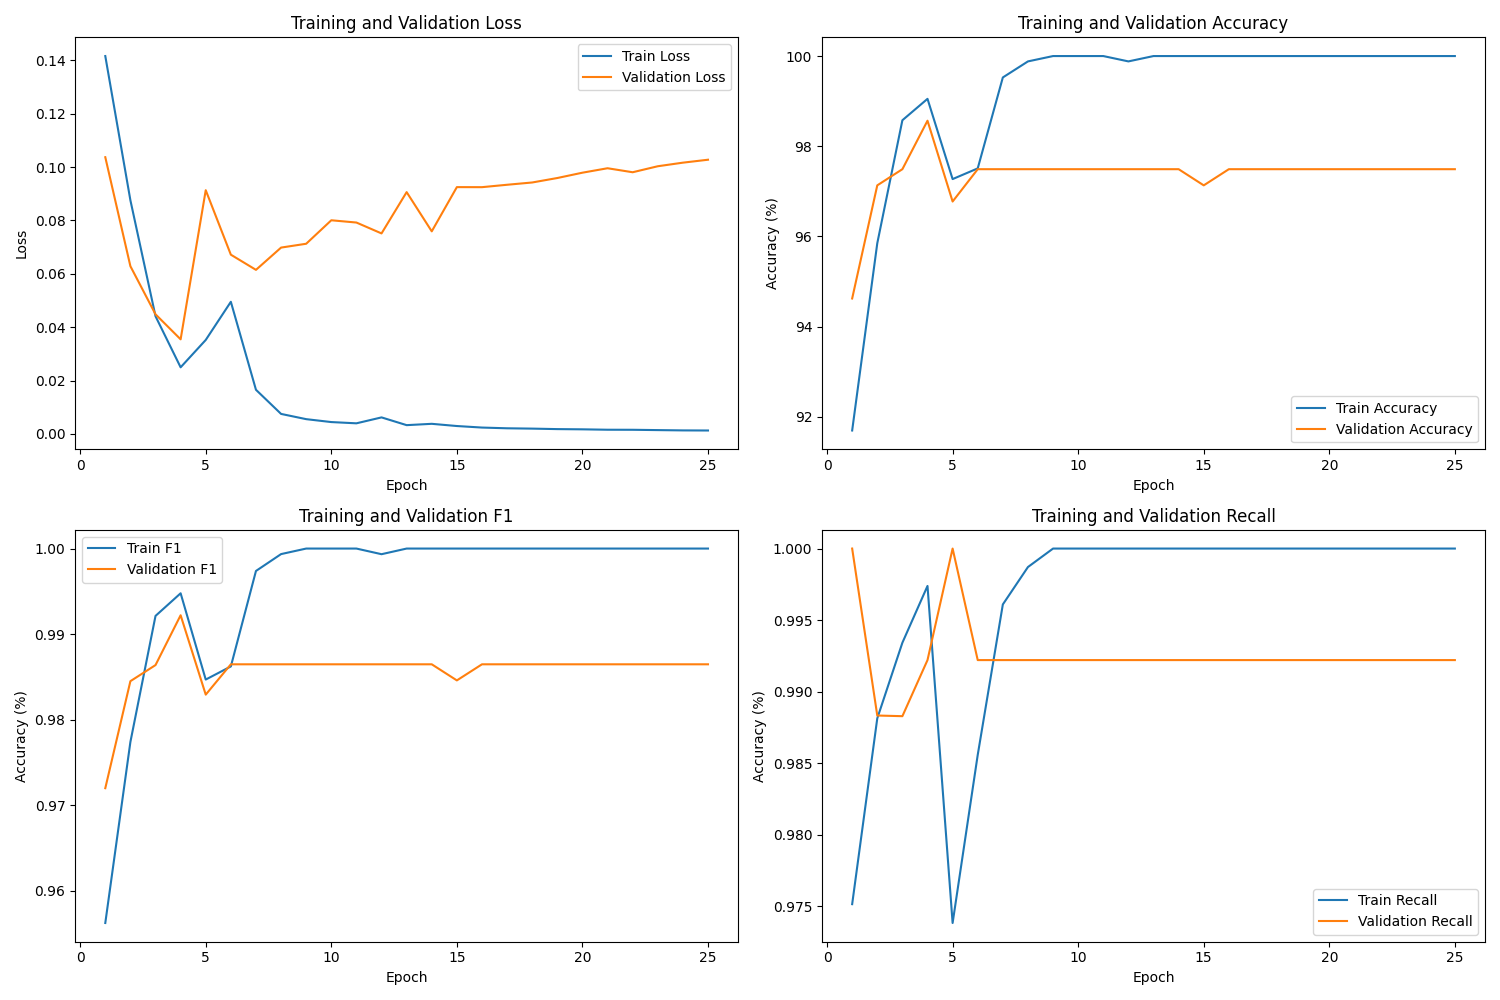 Training and Validation Loss
0.14
0.12
0.10
0.08
0.06
0.04
0.02
0.00
Loss
Train Loss
Validation Loss
0 5 10 15 20 25
Epoch
Training and Validation Accuracy
100
98
96
94
92
Accuracy (%)
Train Accuracy
Validation Accuracy
0 5 10 15 20 25
Epoch
Training and Validation F1
1.00
0.99
0.98
0.97
0.96
Accuracy (%)
Train F1
Validation F1
0 5 10 15 20 25
Epoch
Training and Validation Recall
1.000
0.995
0.990
0.985
0.980
0.975
Accuracy (%)
Train Recall
Validation Recall
0 5 10 15 20 25
Epoch